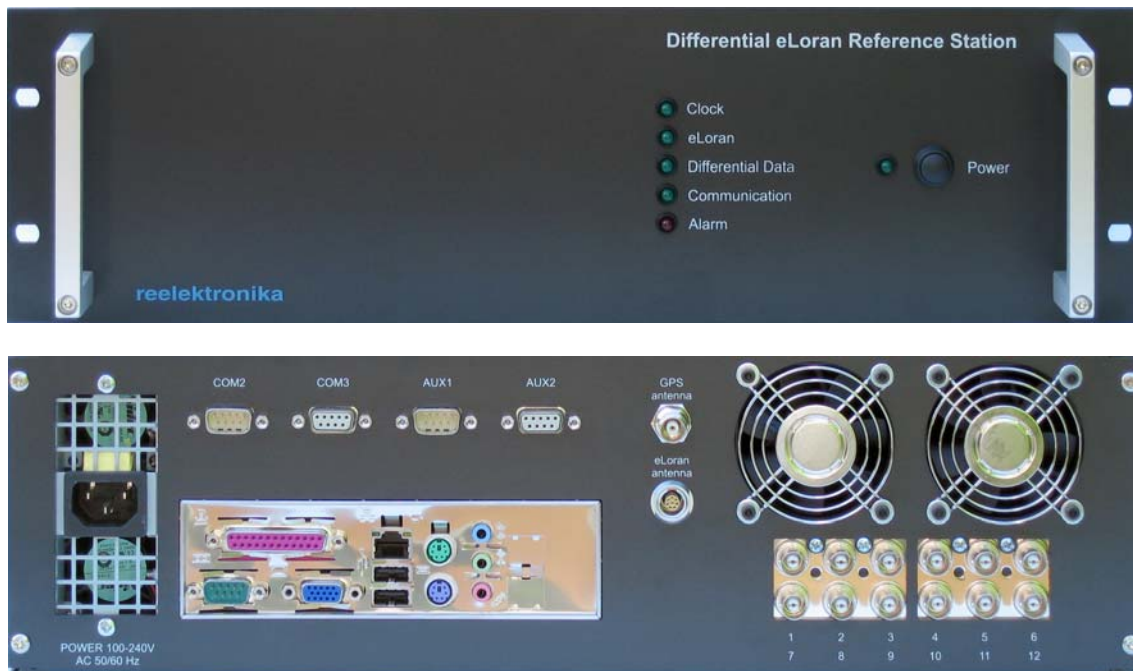 Differential eLoran Reference Station
Clock
eLoran
Differential Data
Communication
Alarm
Power
reelektronika
COM2
COM3
AUX1
AUX2
GPS
antenna
eLoran
antenna
POWER 100-240V
AC 50/60 Hz
1 2 3 4 5 6
7 8 9 10 11 12